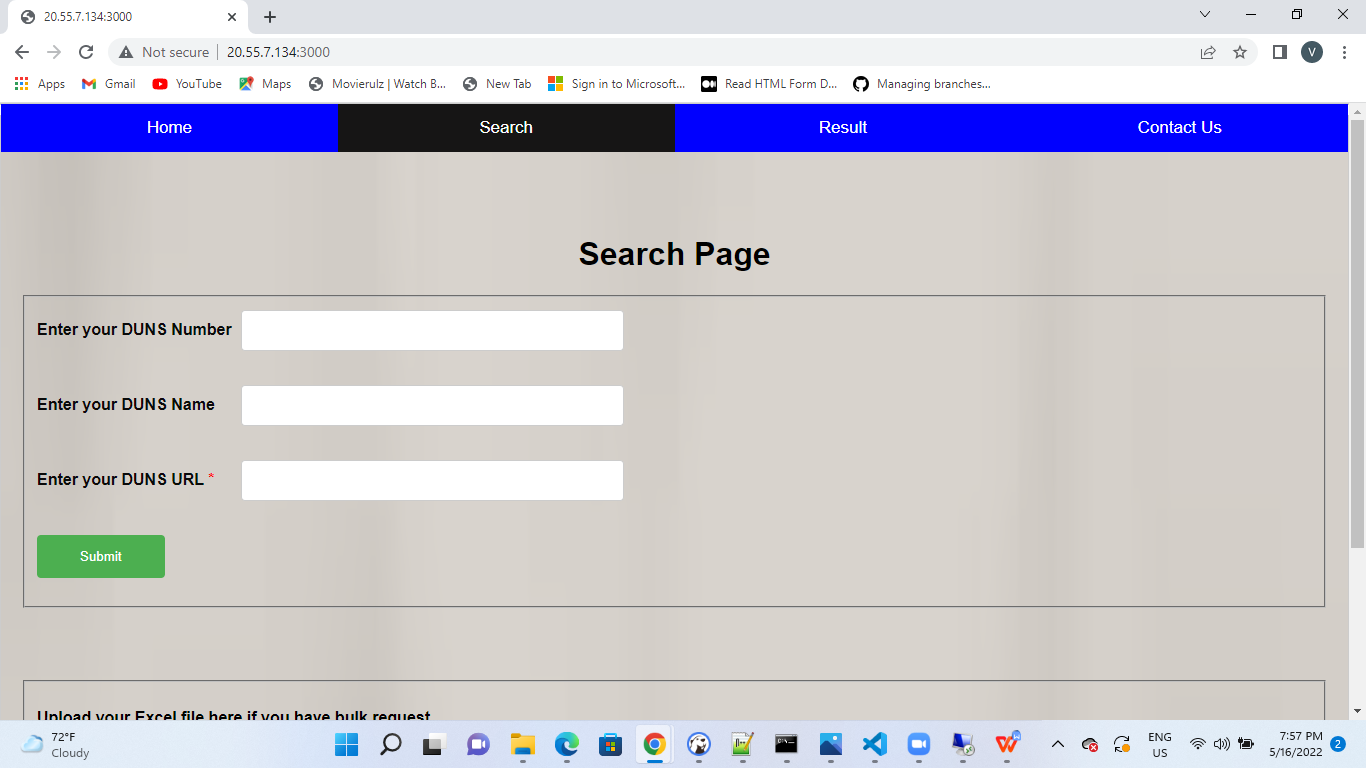 20.55.7.134:3000
Not secure 20.55.7.134:3000 V
Apps Gmail YouTube Maps Movierulz | Watch B... New Tab Sign in to Microsoft... Read HTML Form D... Managing branches...
Home Search Result Contact Us
Search Page
Enter your DUNS Number
Enter your DUNS Name
Enter your DUNS URL *
Submit
Upload your Excel file here if you have bulk request
72°F
Cloudy
ENG
US
7:57 PM
5/16/2022
2